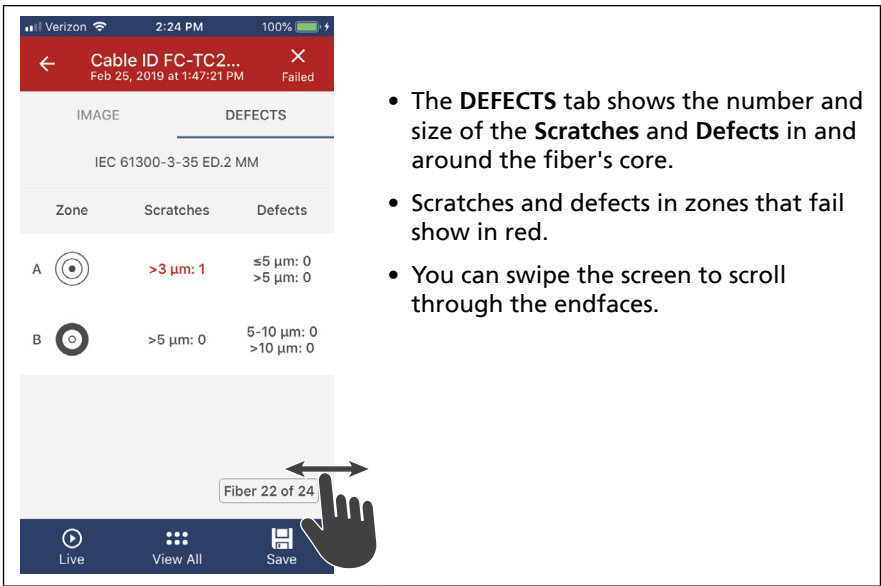 Verizon 2:24 PM 100%
Cable ID FC-TC2...
Feb 25, 2019 at 1:47:21 PM Failed
IMAGE DEFECTS
IEC 61300-3-35 ED.2 MM
Zone Scratches Defects
A >3 µm: 1 ≤5 µm: 0
>5 µm: 0
B >5 µm: 0 5-10 µm: 0
>10 µm: 0
Fiber 22 of 24
Live View All Save
• The DEFECTS tab shows the number and
size of the Scratches and Defects in and
around the fiber's core.
• Scratches and defects in zones that fail
show in red.
• You can swipe the screen to scroll
through the endfaces.